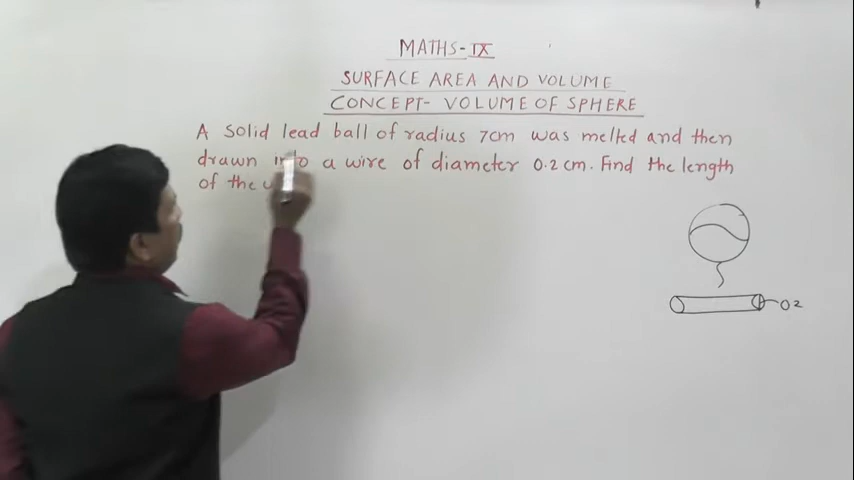 MATHS-IX
SURFACE AREA AND VOLUME
CONCEPT- VOLUME OF SPHERE
A solid lead ball of radius 7cm was melted and then
drawn into a wire of diameter 0.2 cm. Find the length
of the
0.2